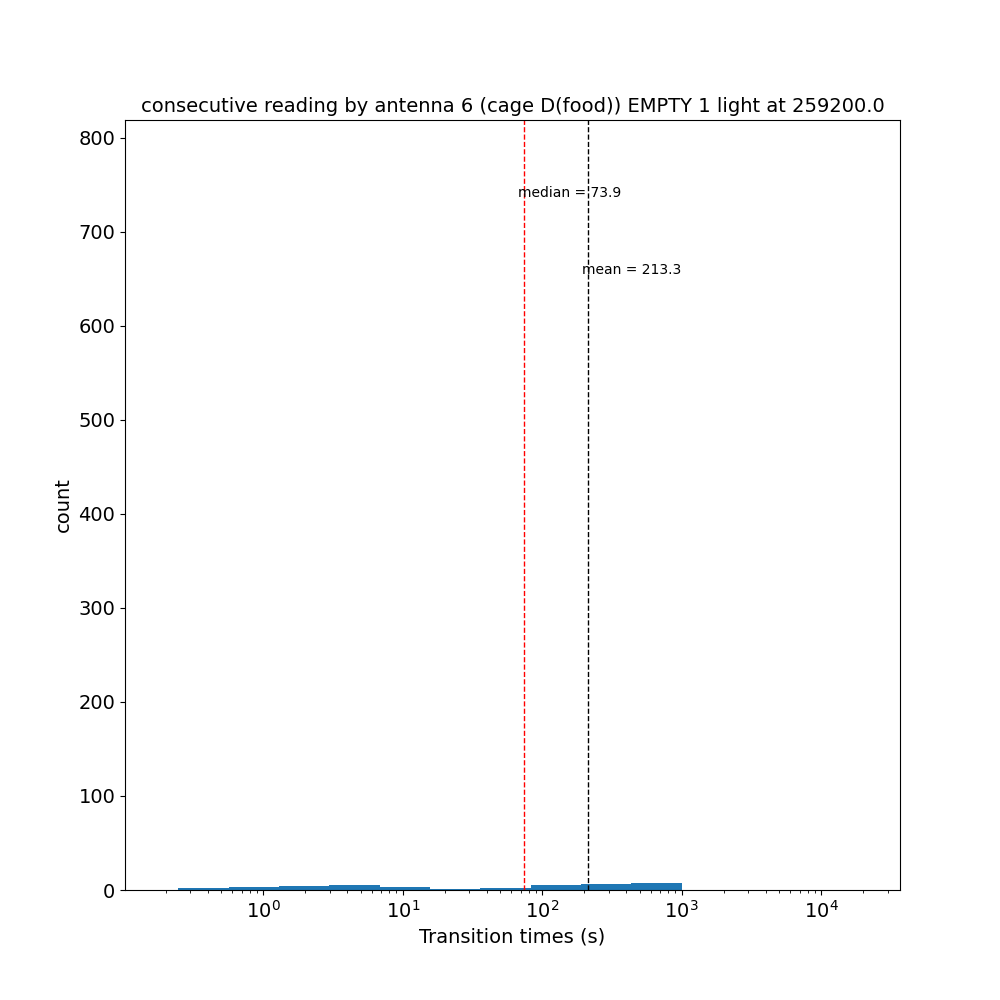 consecutive reading by antenna 6 (cage D(food)) EMPTY 1 light at 259200.0
800
median = 73.9
700
mean = 213.3
600
500
count
400
300
200
100
0
10⁰ 10¹ 10² 10³ 10⁴
Transition times (s)